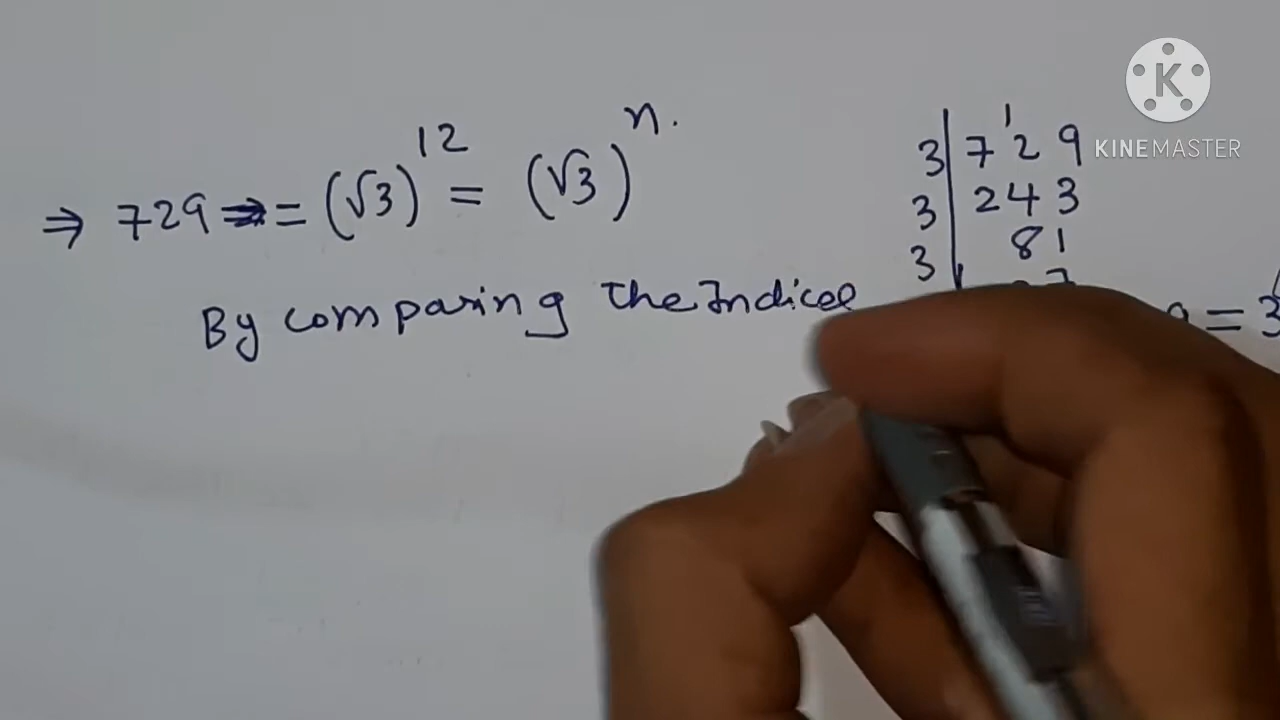 ⇒ 729 = (√3)^12 = (√3)^n.
By comparing the Indices
3 | 7 2 9
3 | 2 4 3
3 | 8 1
= 3
KINEMASTER